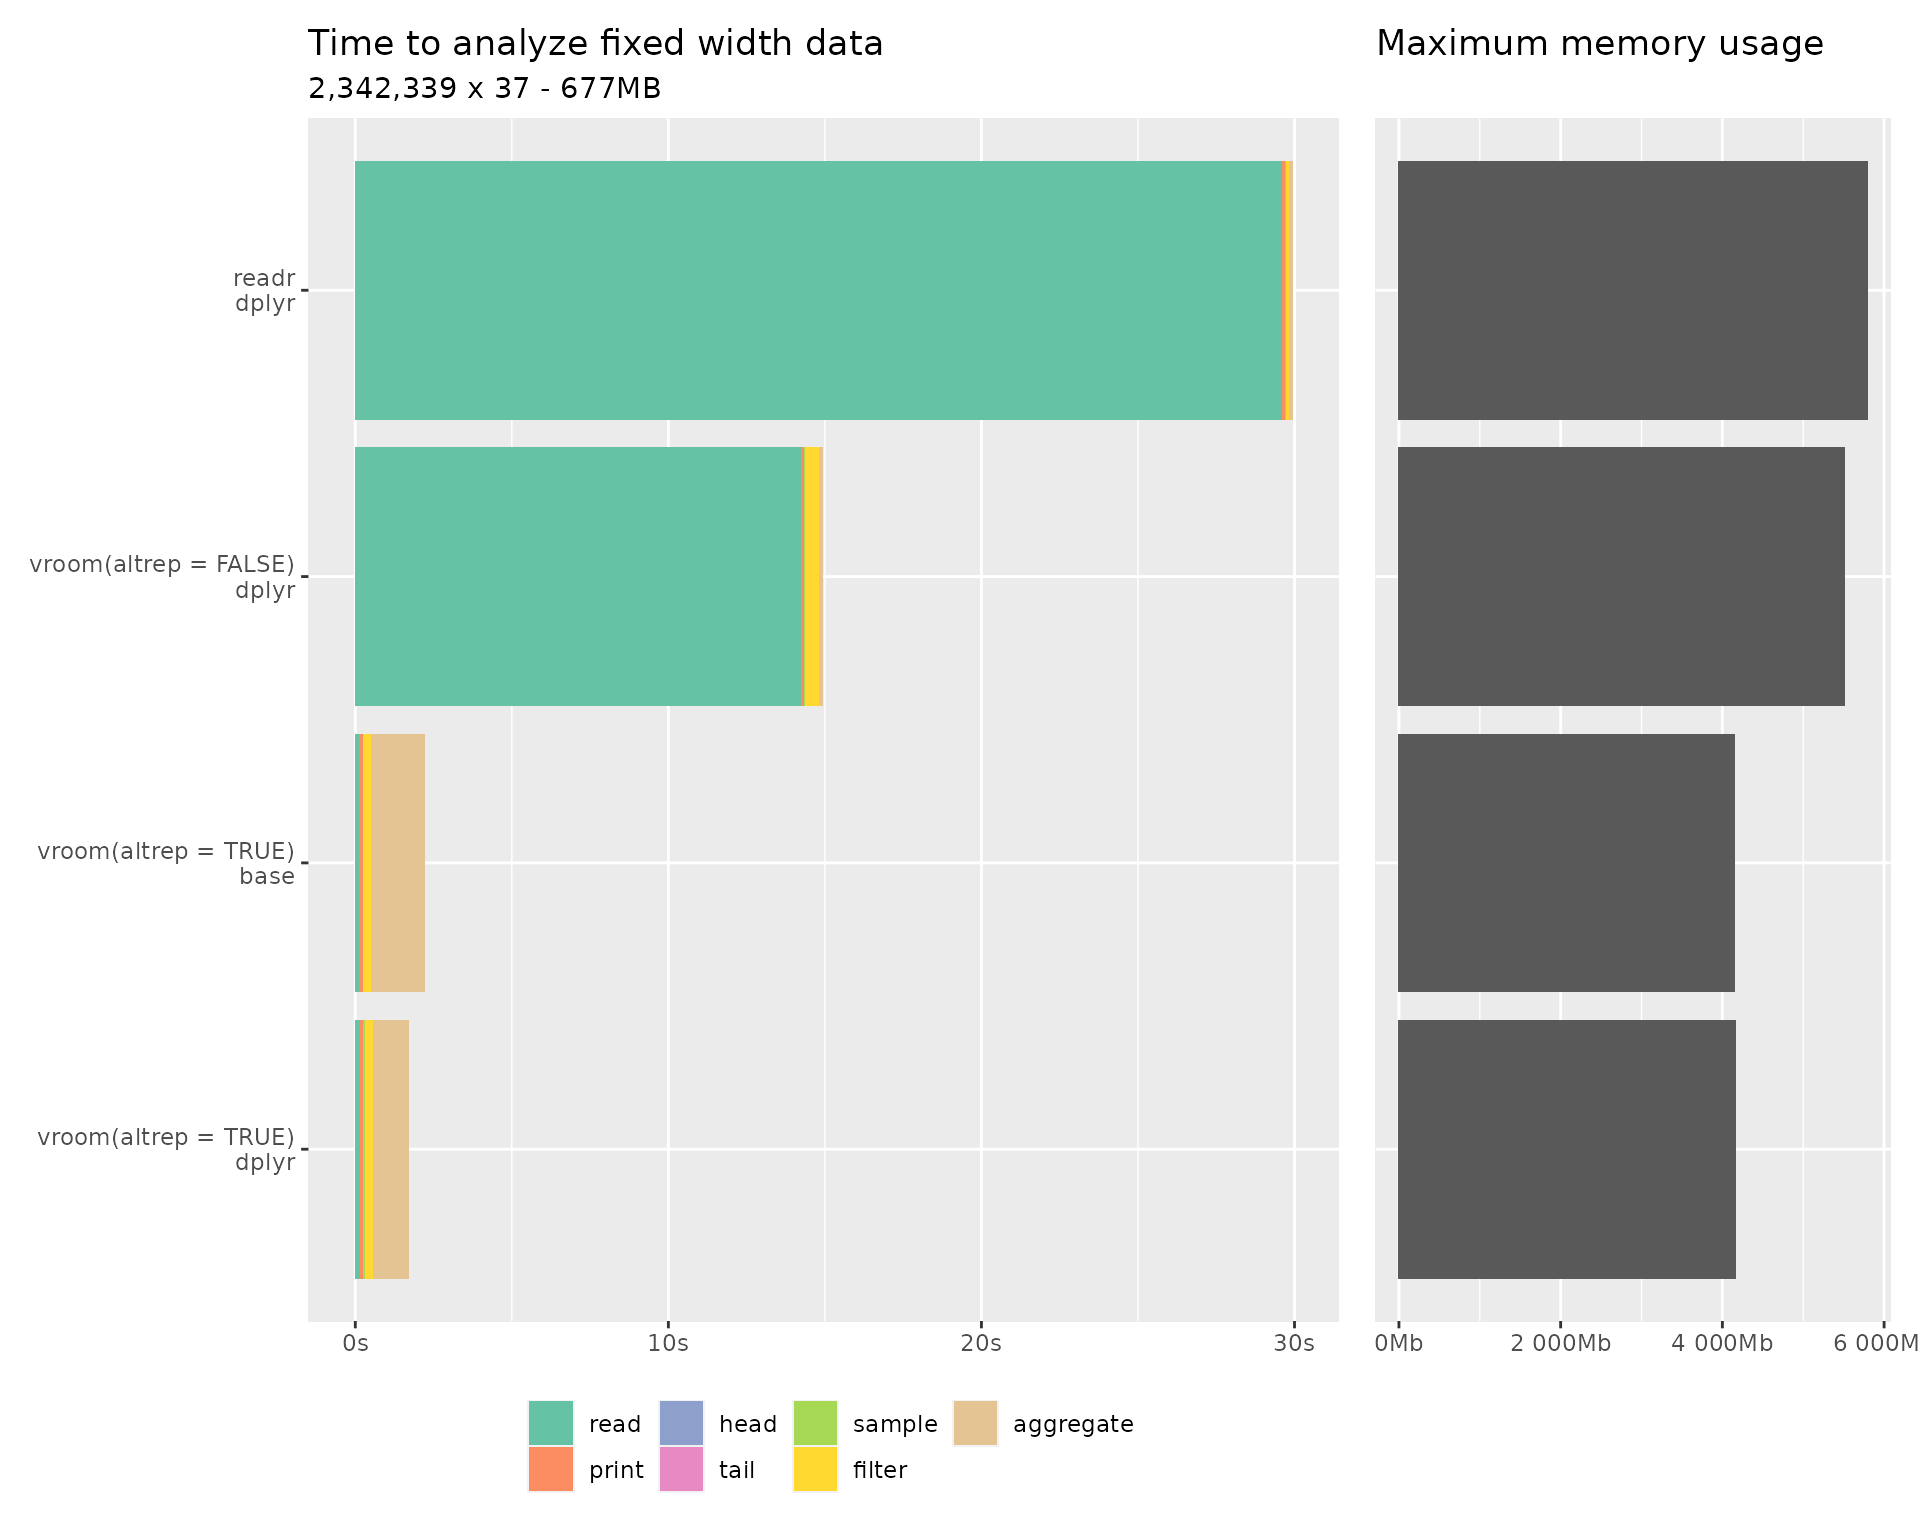 Time to analyze fixed width data
2,342,339 x 37 - 677MB
Maximum memory usage
readr
dplyr
vroom(altrep = FALSE)
dplyr
vroom(altrep = TRUE)
base
vroom(altrep = TRUE)
dplyr
0s 10s 20s 30s
0Mb 2 000Mb 4 000Mb 6 000M
read head sample aggregate
print tail filter